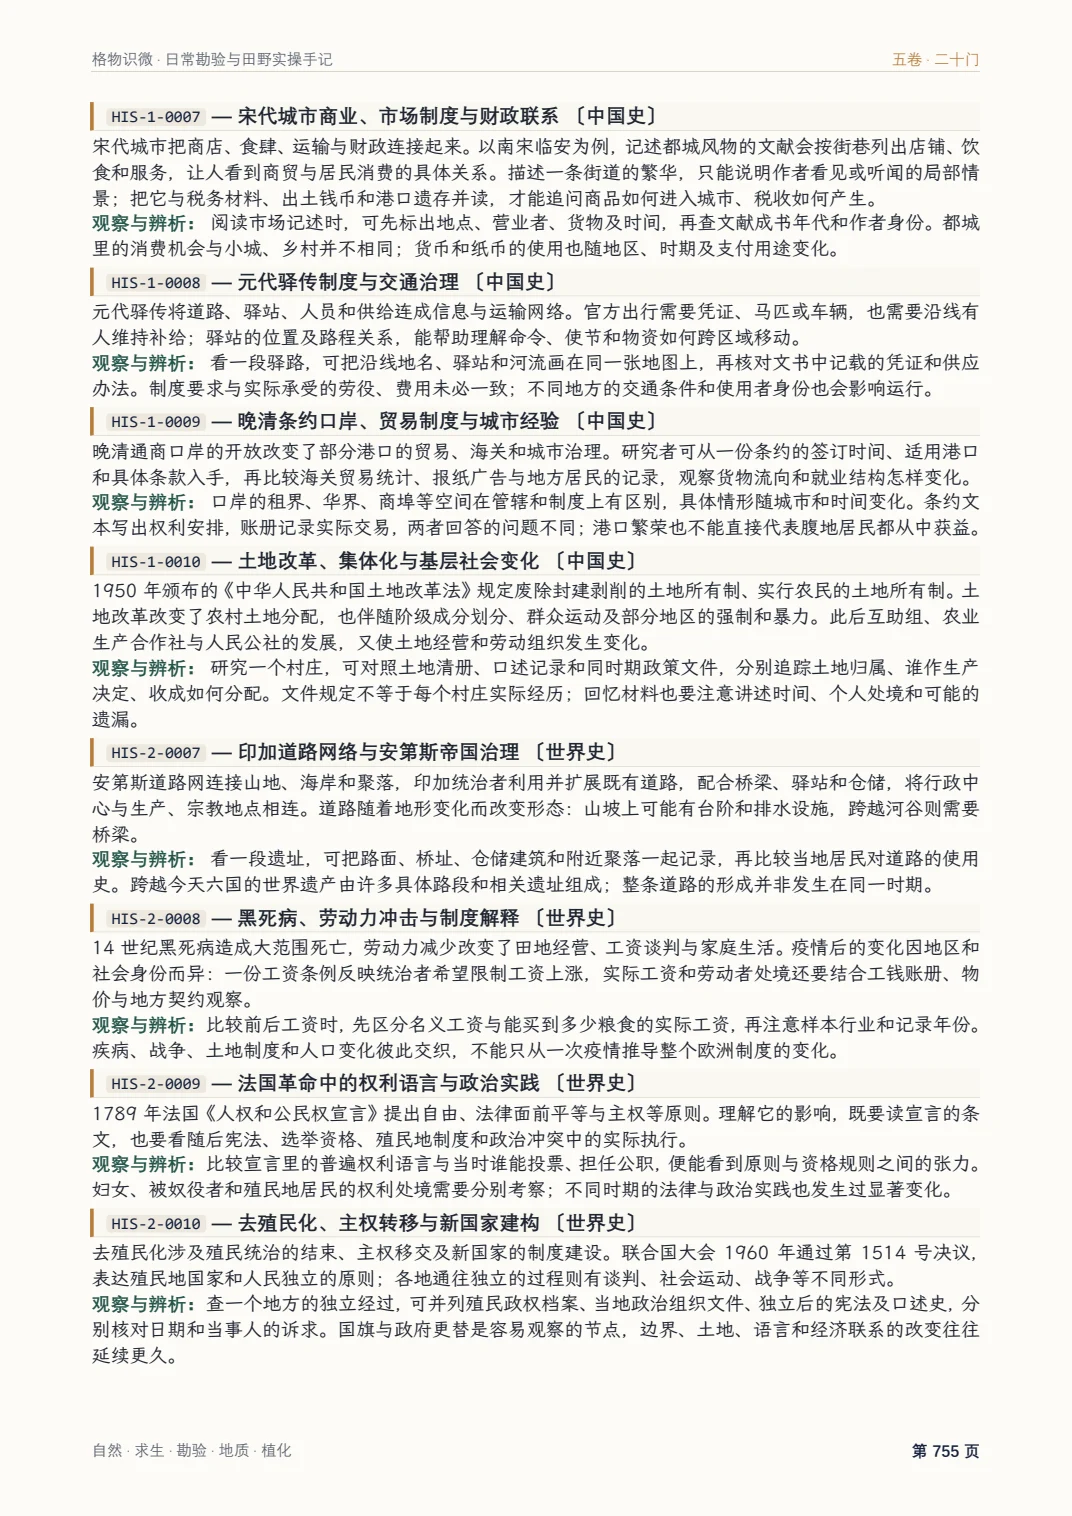 格物识微 · 日常勘验与田野实操手记
五卷 · 二十门
HIS-1-0007 — 宋代城市商业、市场制度与财政联系 〔中国史〕
宋代城市把商店、食肆、运输与财政连接起来。以南宋临安为例，记述都城风物的文献会按街巷列出店铺、饮
食和服务，让人看到商贸与居民消费的具体关系。描述一条街道的繁华，只能说明作者看见或听闻的局部情
景；把它与税务材料、出土钱币和港口遗存并读，才能追问商品如何进入城市、税收如何产生。
观察与辨析： 阅读市场记述时，可先标出地点、营业者、货物及时间，再查文献成书年代和作者身份。都城
里的消费机会与小城、乡村并不相同；货币和纸币的使用也随地区、时期及支付用途变化。
HIS-1-0008 — 元代驿传制度与交通治理 〔中国史〕
元代驿传将道路、驿站、人员和供给连成信息与运输网络。官方出行需要凭证、马匹或车辆，也需要沿线有
人维持补给；驿站的位置及路程关系，能帮助理解命令、使节和物资如何跨区域移动。
观察与辨析： 看一段驿路，可把沿线地名、驿站和河流画在同一张地图上，再核对文书中记载的凭证和供应
办法。制度要求与实际承受的劳役、费用未必一致；不同地方的交通条件和使用者身份也会影响运行。
HIS-1-0009 — 晚清条约口岸、贸易制度与城市经验 〔中国史〕
晚清通商口岸的开放改变了部分港口的贸易、海关和城市治理。研究者可从一份条约的签订时间、适用港口
和具体条款入手，再比较海关贸易统计、报纸广告与地方居民的记录，观察货物流向和就业结构怎样变化。
观察与辨析： 口岸的租界、华界、商埠等空间在管辖和制度上有区别，具体情形随城市和时间变化。条约文
本写出权利安排，账册记录实际交易，两者回答的问题不同；港口繁荣也不能直接代表腹地居民都从中获益。
HIS-1-0010 — 土地改革、集体化与基层社会变化 〔中国史〕
1950 年颁布的《中华人民共和国土地改革法》规定废除封建剥削的土地所有制、实行农民的土地所有制。土
地改革改变了农村土地分配，也伴随阶级成分划分、群众运动及部分地区的强制和暴力。此后互助组、农业
生产合作社与人民公社的发展，又使土地经营和劳动组织发生变化。
观察与辨析： 研究一个村庄，可对照土地清册、口述记录和同时期政策文件，分别追踪土地归属、谁作生产
决定、收成如何分配。文件规定不等于每个村庄实际经历；回忆材料也要注意讲述时间、个人处境和可能的
遗漏。
HIS-2-0007 — 印加道路网络与安第斯帝国治理 〔世界史〕
安第斯道路网连接山地、海岸和聚落，印加统治者利用并扩展既有道路，配合桥梁、驿站和仓储，将行政中
心与生产、宗教地点相连。道路随着地形变化而改变形态：山坡上可能有台阶和排水设施，跨越河谷则需要
桥梁。
观察与辨析： 看一段遗址，可把路面、桥址、仓储建筑和附近聚落一起记录，再比较当地居民对道路的使用
史。跨越今天六国的世界遗产由许多具体路段和相关遗址组成；整条道路的形成并非发生在同一时期。
HIS-2-0008 — 黑死病、劳动力冲击与制度解释 〔世界史〕
14 世纪黑死病造成大范围死亡，劳动力减少改变了田地经营、工资谈判与家庭生活。疫情后的变化因地区和
社会身份而异：一份工资条例反映统治者希望限制工资上涨，实际工资和劳动者处境还要结合工钱账册、物
价与地方契约观察。
观察与辨析：比较前后工资时，先区分名义工资与能买到多少粮食的实际工资，再注意样本行业和记录年份。
疾病、战争、土地制度和人口变化彼此交织，不能只从一次疫情推导整个欧洲制度的变化。
HIS-2-0009 — 法国革命中的权利语言与政治实践 〔世界史〕
1789 年法国《人权和公民权宣言》提出自由、法律面前平等与主权等原则。理解它的影响，既要读宣言的条
文，也要看随后宪法、选举资格、殖民地制度和政治冲突中的实际执行。
观察与辨析：比较宣言里的普遍权利语言与当时谁能投票、担任公职，便能看到原则与资格规则之间的张力。
妇女、被奴役者和殖民地居民的权利处境需要分别考察；不同时期的法律与政治实践也发生过显著变化。
HIS-2-0010 — 去殖民化、主权转移与新国家建构 〔世界史〕
去殖民化涉及殖民统治的结束、主权移交及新国家的制度建设。联合国大会 1960 年通过第 1514 号决议，
表达殖民地国家和人民独立的原则；各地通往独立的过程则有谈判、社会运动、战争等不同形式。
观察与辨析：查一个地方的独立经过，可并列殖民政权档案、当地政治组织文件、独立后的宪法及口述史，分
别核对日期和当事人的诉求。国旗与政府更替是容易观察的节点，边界、土地、语言和经济联系的改变往往
延续更久。
自然 · 求生 · 勘验 · 地质 · 植化
第 755 页